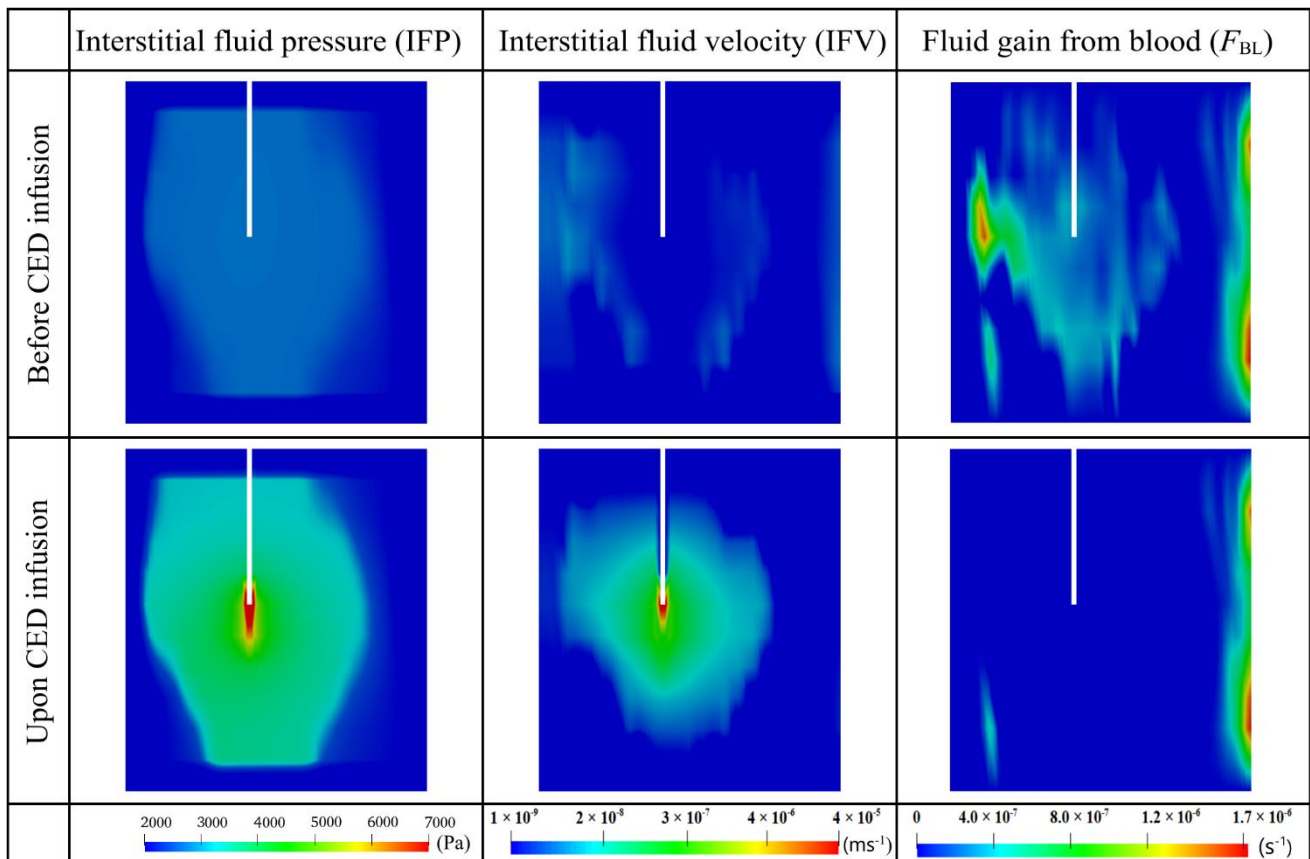 Interstitial fluid pressure (IFP)
Interstitial fluid velocity (IFV)
Fluid gain from blood (F_BL)
Before CED infusion
Upon CED infusion
2000 3000 4000 5000 6000 7000
(Pa)
1 × 10⁻⁹ 2 × 10⁻⁸ 3 × 10⁻⁷ 4 × 10⁻⁶ 4 × 10⁻⁵
(ms⁻¹)
0 4.0 × 10⁻⁷ 8.0 × 10⁻⁷ 1.2 × 10⁻⁶ 1.7 × 10⁻⁶
(s⁻¹)